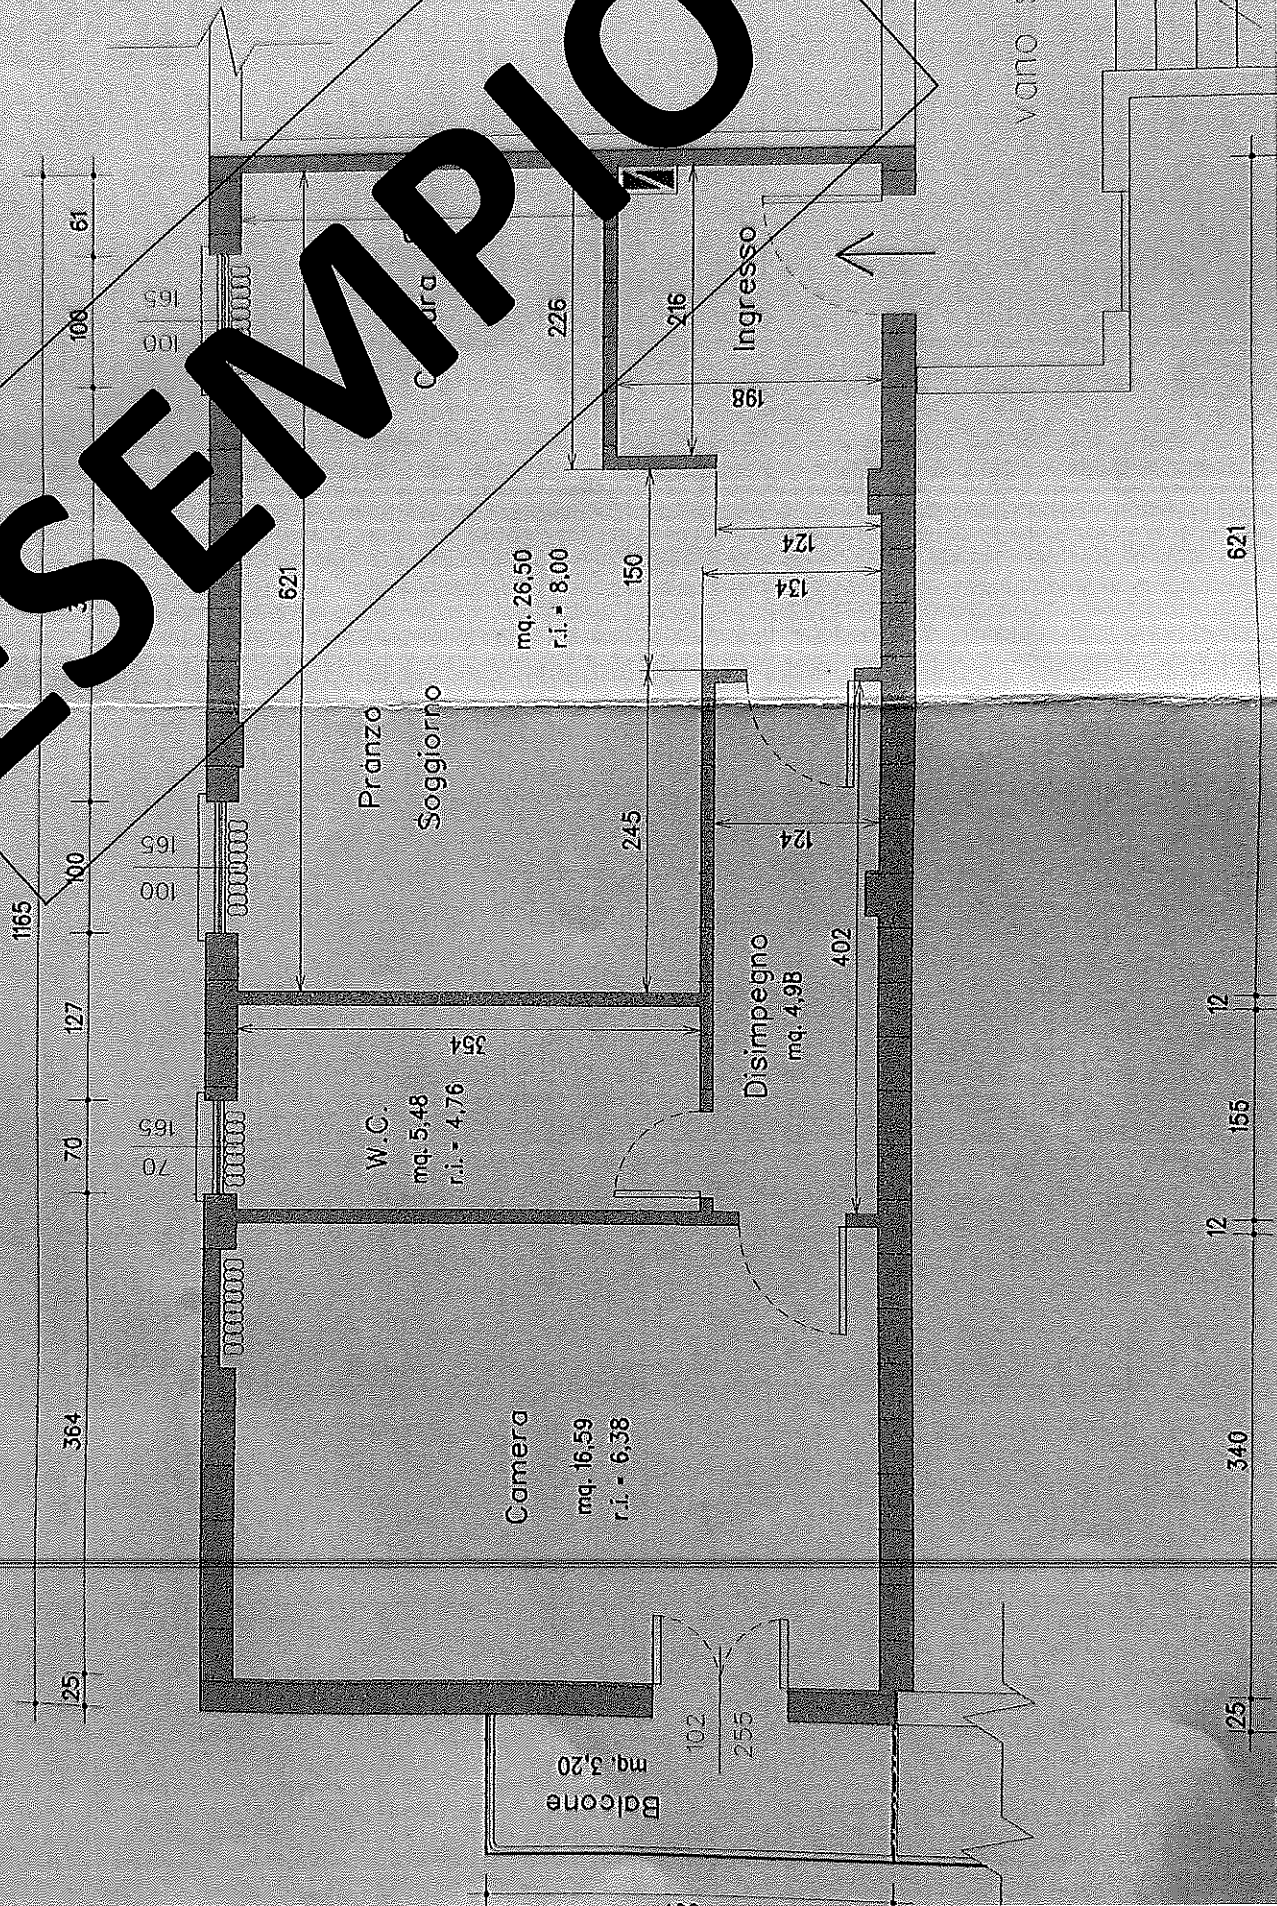 ESEMPIO
vano s
61
100
165
100
621
226
216
Ingresso
198
150
124
134
621
mq. 26,50
r.i. = 8,00
Pranzo
Soggiorno
245
124
402
1165
100
165
100
127
354
Disimpegno
mq. 4,98
12
W.C.
mq. 5,48
r.i. = 4,76
70
165
70
155
12
364
Camera
mq. 16,59
r.i. = 6,38
340
25
102
255
25
Balcone
mq. 3,20